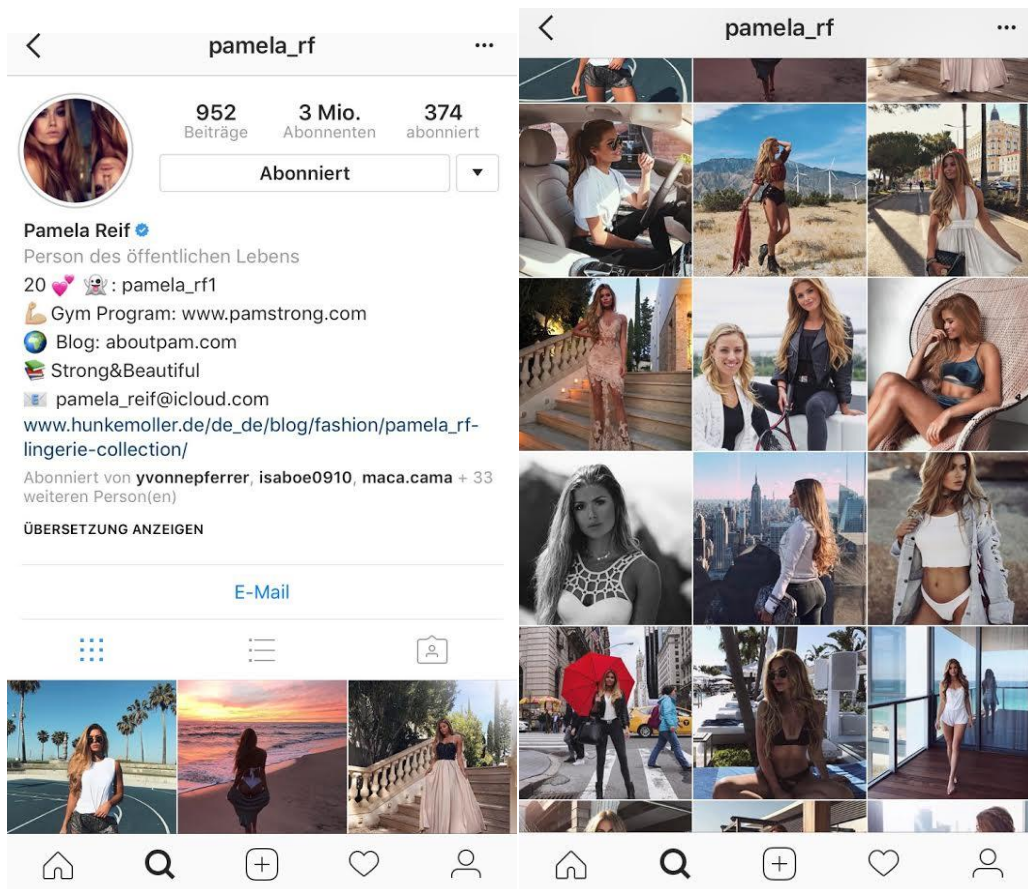 pamela_rf
952 3 Mio. 374
Beiträge Abonnenten abonniert
Abonniert
Pamela Reif
Person des öffentlichen Lebens
20 💕 👻 : pamela_rf1
💪🏼 Gym Program: www.pamstrong.com
🌍 Blog: aboutpam.com
📚 Strong&Beautiful
📧 pamela_reif@icloud.com
www.hunkemoller.de/de_de/blog/fashion/pamela_rf-
lingerie-collection/
Abonniert von yvonnepferrer, isaboe0910, maca.cama + 33
weiteren Person(en)
ÜBERSETZUNG ANZEIGEN
E-Mail
pamela_rf